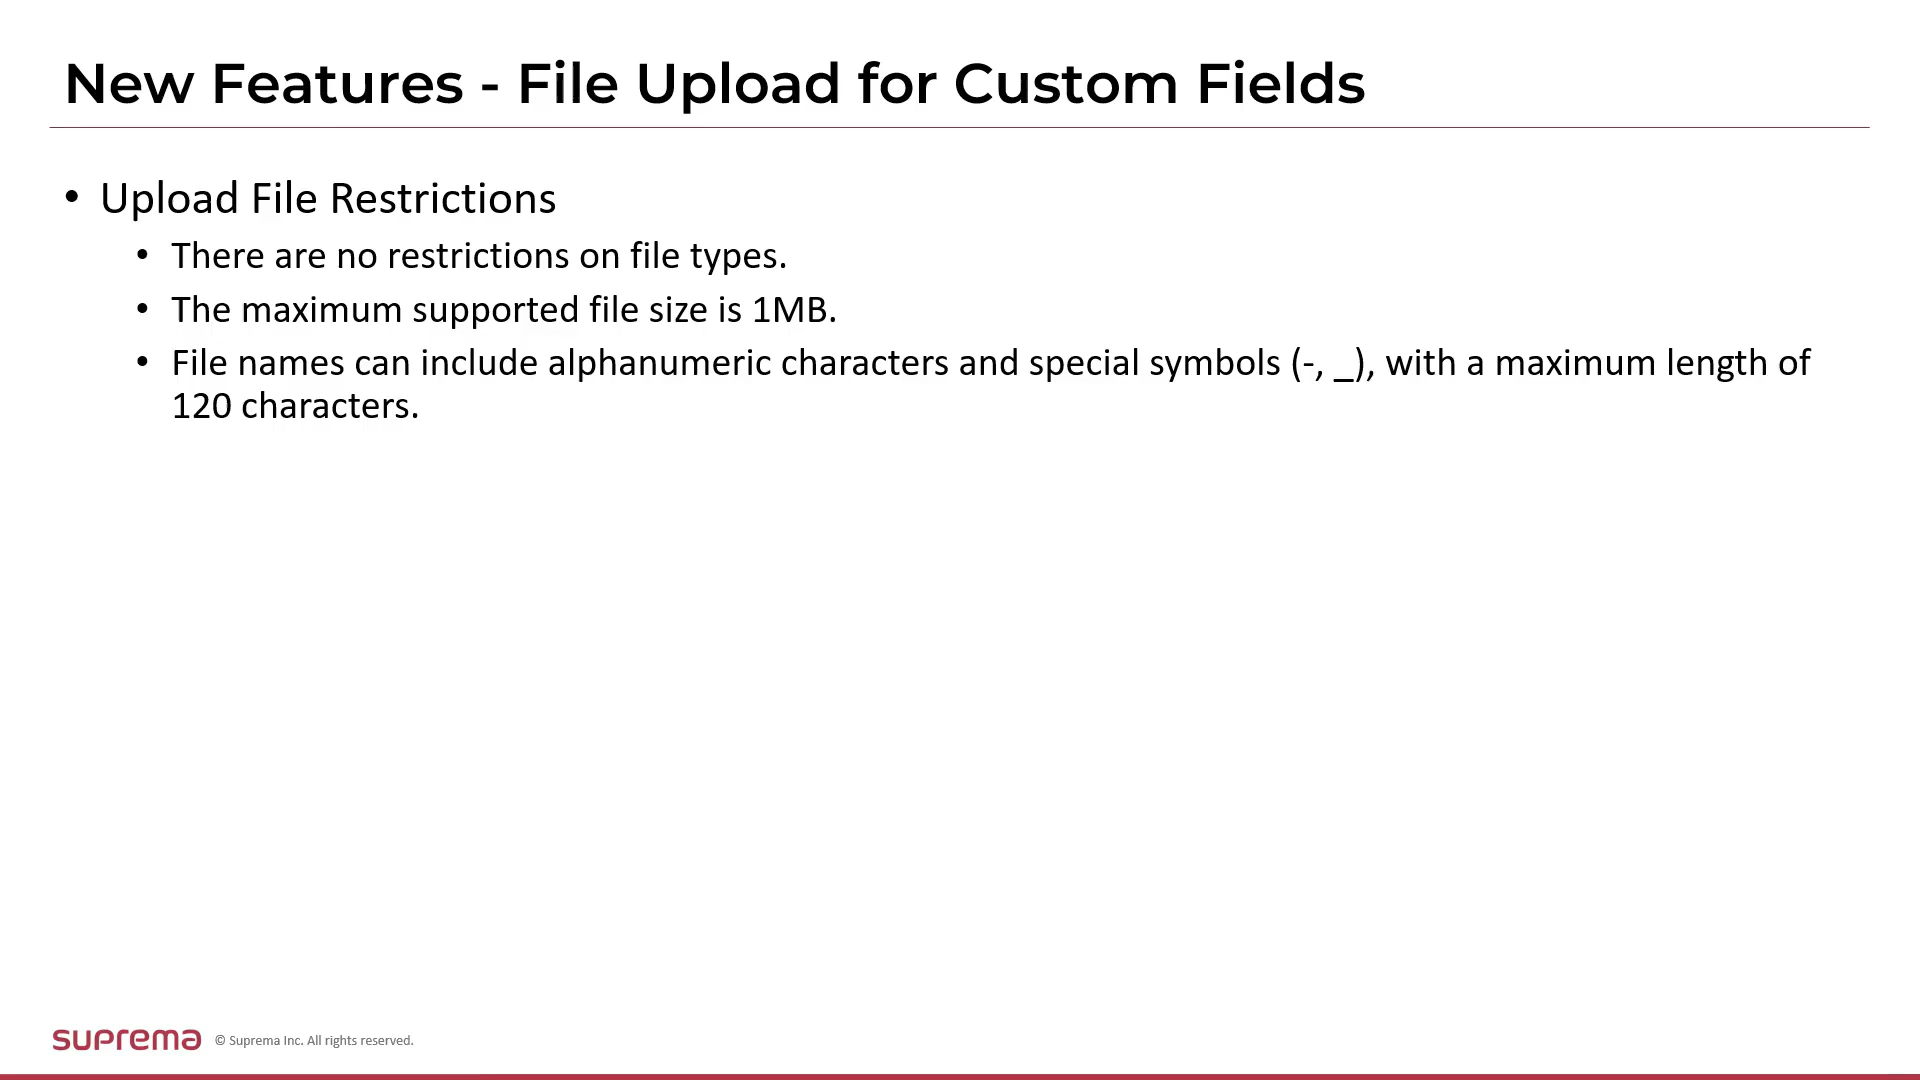 New Features - File Upload for Custom Fields
• Upload File Restrictions
• There are no restrictions on file types.
• The maximum supported file size is 1MB.
• File names can include alphanumeric characters and special symbols (-, _), with a maximum length of
120 characters.
suprema © Suprema Inc. All rights reserved.